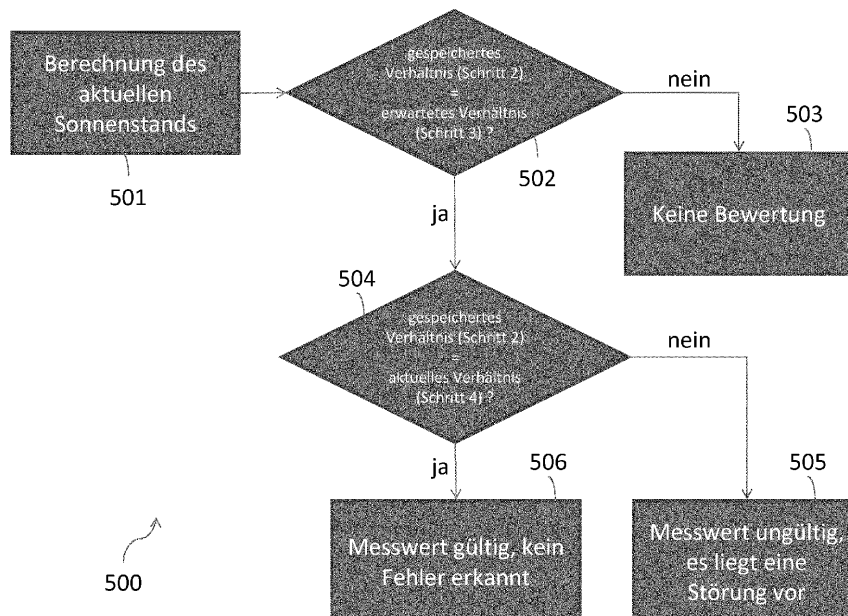 Berechnung des
aktuellen
Sonnenstands
501
gespeichertes
Verhältnis (Schritt 2)
=
erwartetes Verhältnis
(Schritt 3) ?
502
nein
503
Keine Bewertung
ja
504
gespeichertes
Verhältnis (Schritt 2)
=
aktuelles Verhältnis
(Schritt 4) ?
nein
ja
506
Messwert gültig, kein
Fehler erkannt
505
Messwert ungültig,
es liegt eine
Störung vor
500